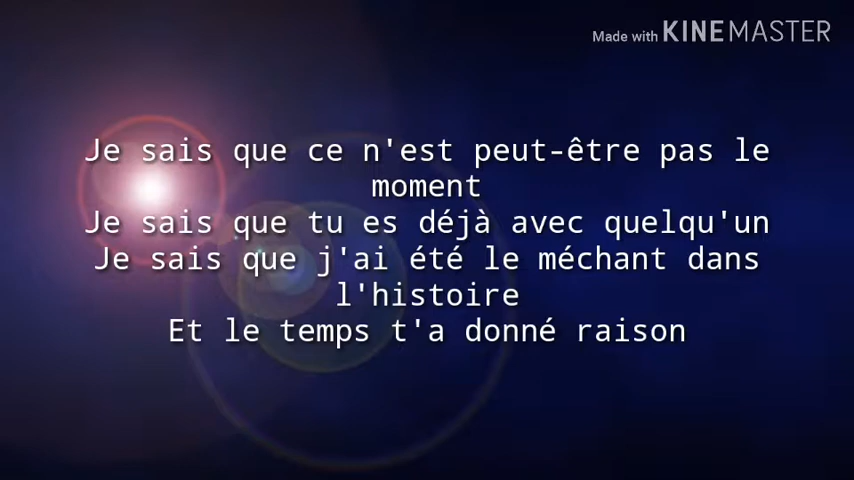 Made with KINEMASTER
Je sais que ce n'est peut-être pas le
moment
Je sais que tu es déjà avec quelqu'un
Je sais que j'ai été le méchant dans
l'histoire
Et le temps t'a donné raison